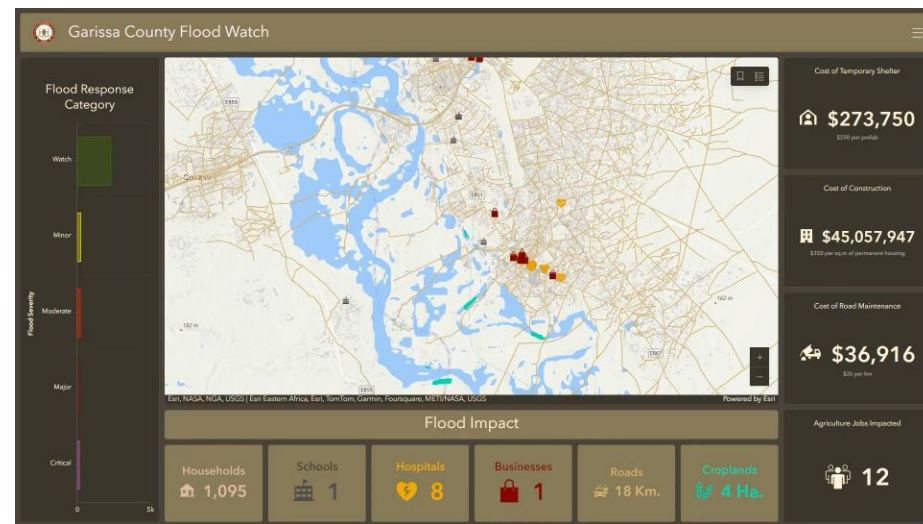 Garissa County Flood Watch
Flood Response
Category
Flood Severity
Watch
Minor
Moderate
Major
Critical
0
5k
Garissa
182 m
182 m
Esri, NASA, NGA, USGS | Esri Eastern Africa, Esri, TomTom, Garmin, Foursquare, METI/NASA, USGS
Powered by Esri
+
−
Flood Impact
Households
1,095
Schools
1
Hospitals
8
Businesses
1
Roads
18 Km.
Croplands
4 Ha.
Cost of Temporary Shelter
$273,750
$250 per prefab
Cost of Construction
$45,057,947
$350 per sq.m of permanent housing
Cost of Road Maintenance
$36,916
$2k per km
Agriculture Jobs Impacted
12